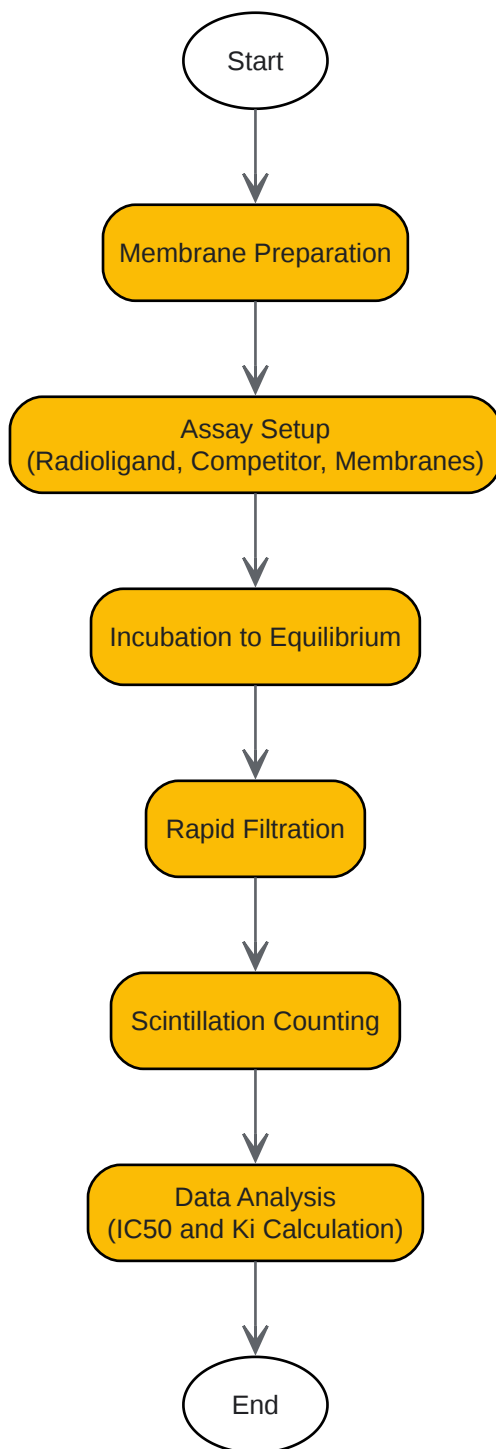 Start
Membrane Preparation
Assay Setup
(Radioligand, Competitor, Membranes)
Incubation to Equilibrium
Rapid Filtration
Scintillation Counting
Data Analysis
(IC50 and Ki Calculation)
End